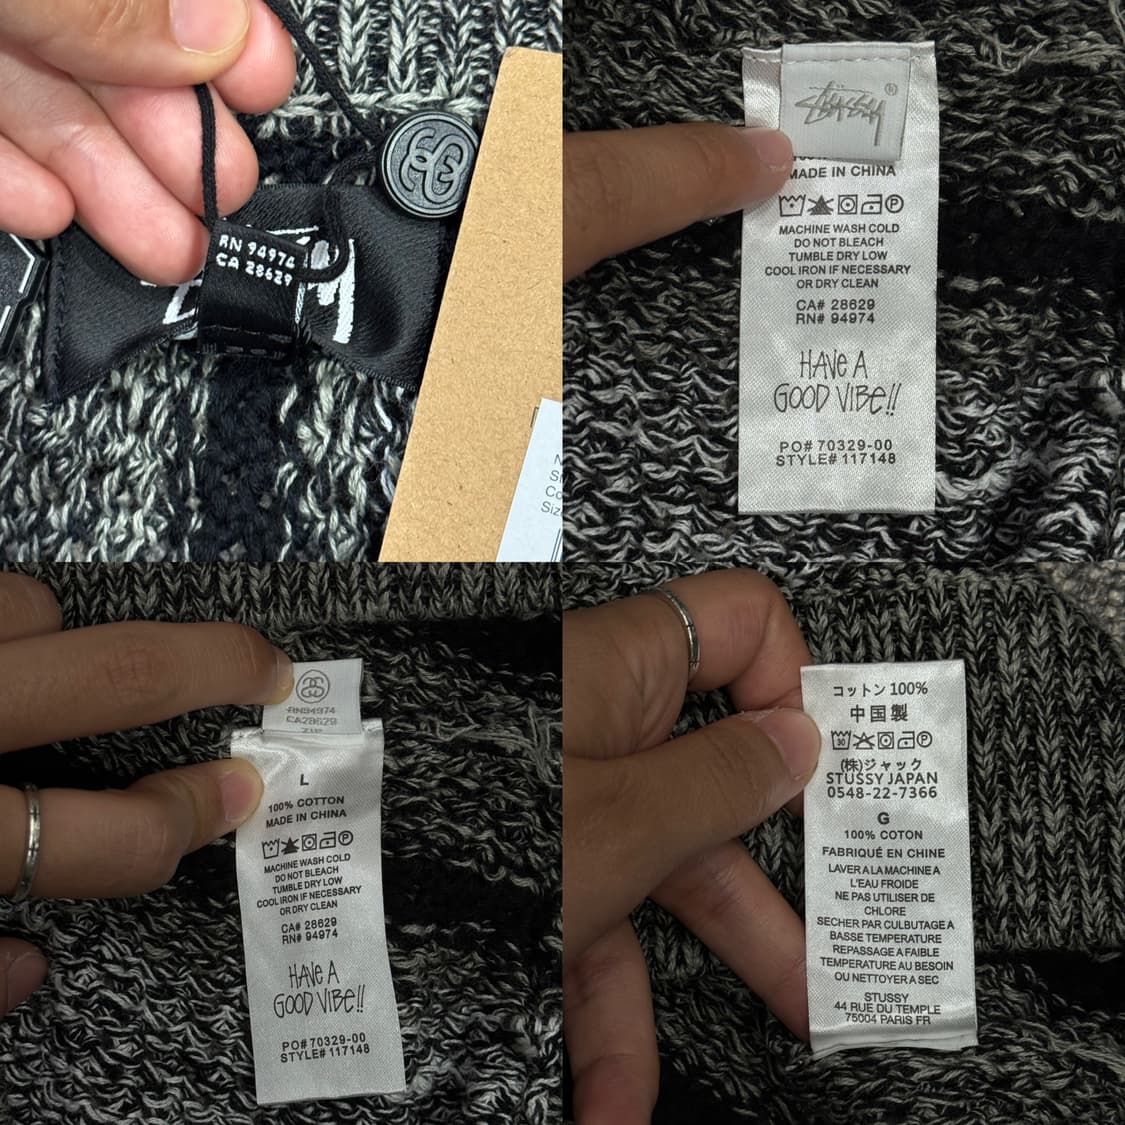 RN 94974
CA 28629
STÜSSY
MADE IN CHINA
MACHINE WASH COLD
DO NOT BLEACH
TUMBLE DRY LOW
COOL IRON IF NECESSARY
OR DRY CLEAN
CA# 28629
RN# 94974
HAVE A
GOOD VIBE!!
PO# 70329-00
STYLE# 117148
RN94974
CA28629
L
100% COTTON
MADE IN CHINA
MACHINE WASH COLD
DO NOT BLEACH
TUMBLE DRY LOW
COOL IRON IF NECESSARY
OR DRY CLEAN
CA# 28629
RN# 94974
HAVE A
GOOD VIBE!!
PO# 70329-00
STYLE# 117148
コットン 100%
中国製
30
(株)ジャック
STUSSY JAPAN
0548-22-7366
G
100% COTON
FABRIQUÉ EN CHINE
LAVER A LA MACHINE A
L'EAU FROIDE
NE PAS UTILISER DE
CHLORE
SECHER PAR CULBUTAGE A
BASSE TEMPERATURE
REPASSAGE A FAIBLE
TEMPERATURE AU BESOIN
OU NETTOYER A SEC
STUSSY
44 RUE DU TEMPLE
75004 PARIS FR